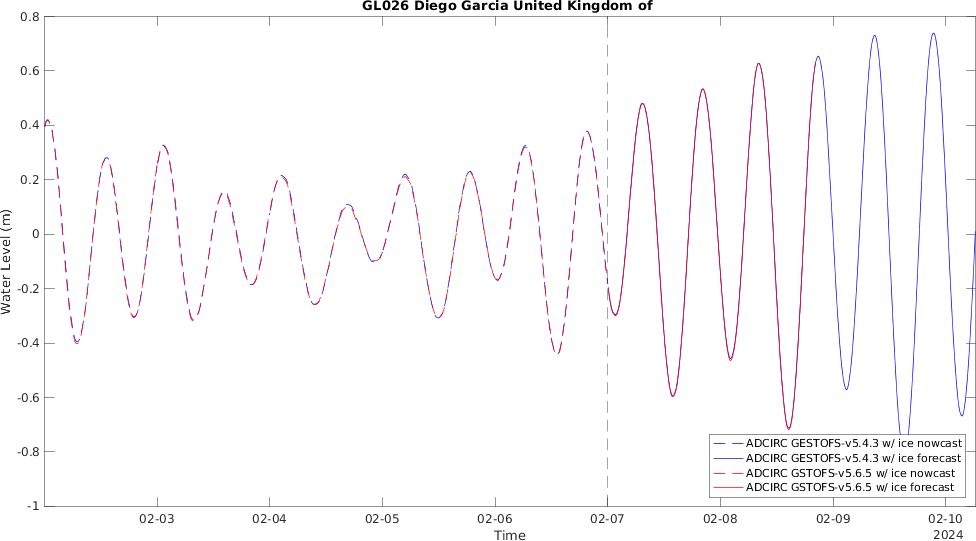 GL026 Diego Garcia United Kingdom of
0.8
0.6
0.4
0.2
0
-0.2
-0.4
-0.6
-0.8
-1
Water Level (m)
02-03 02-04 02-05 02-06 02-07 02-08 02-09 02-10
Time
2024
ADCIRC GESTOFS-v5.4.3 w/ ice nowcast
ADCIRC GESTOFS-v5.4.3 w/ ice forecast
ADCIRC GSTOFS-v5.6.5 w/ ice nowcast
ADCIRC GSTOFS-v5.6.5 w/ ice forecast